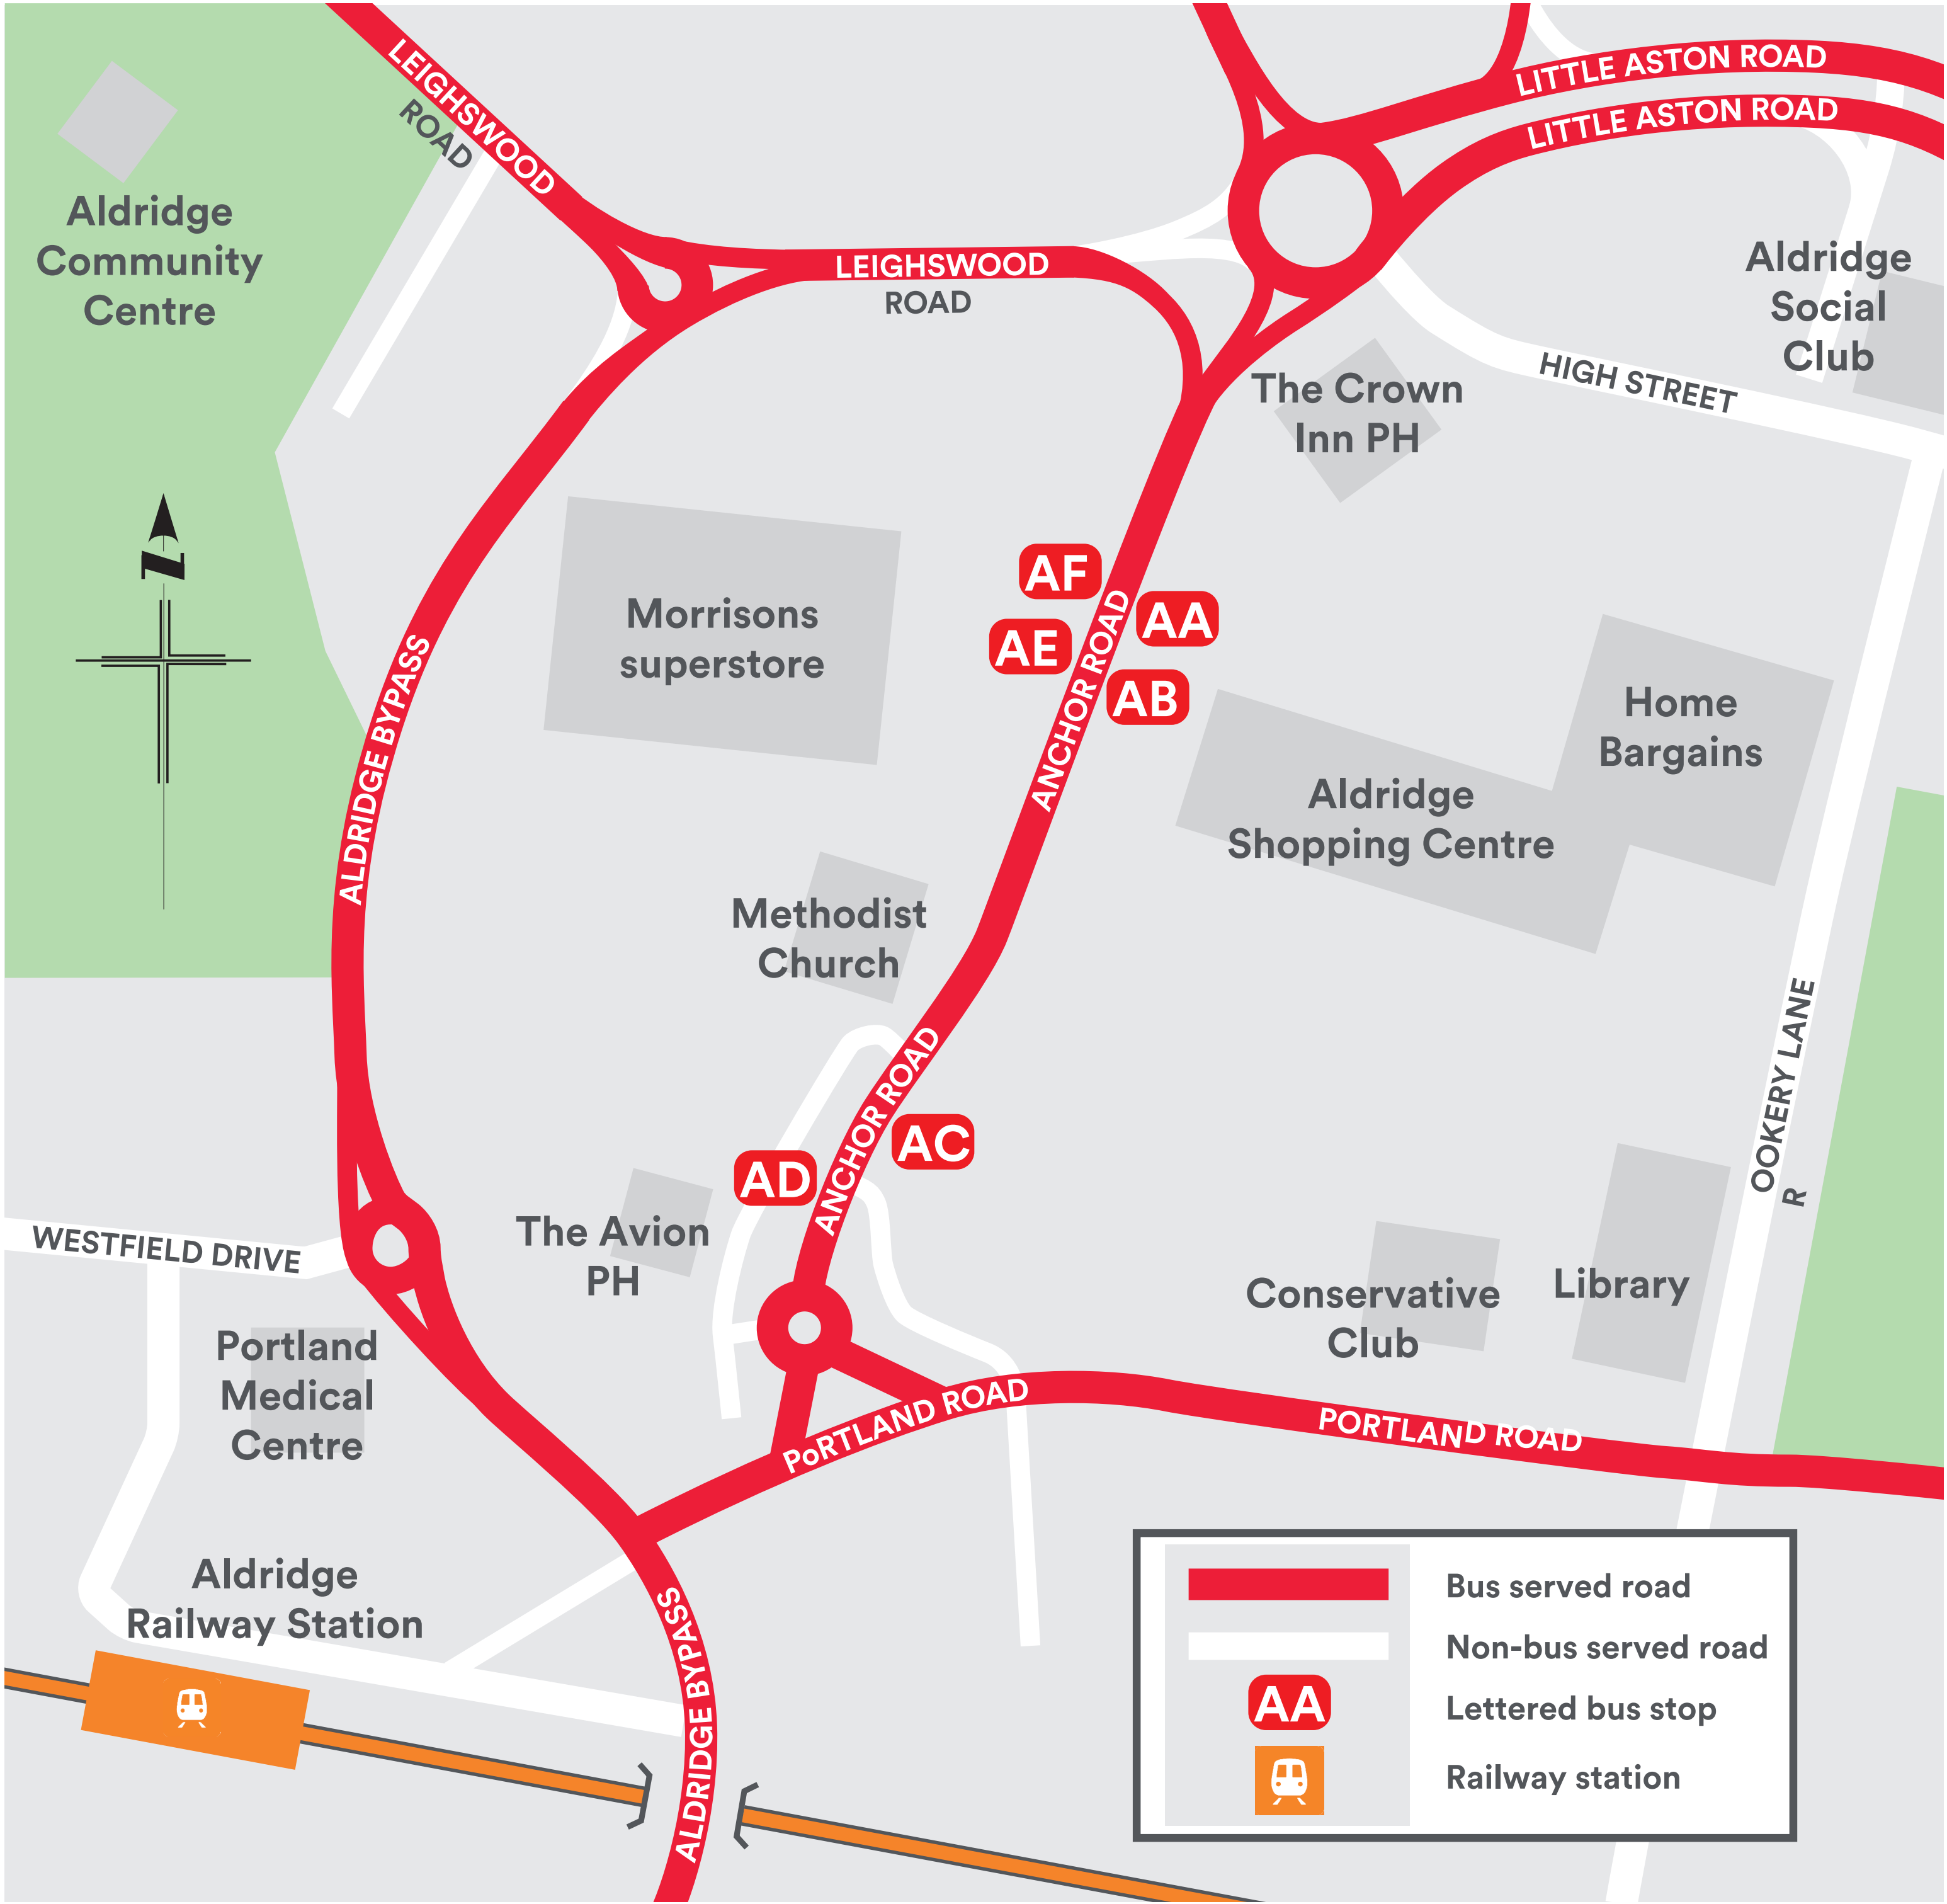 LEIGHSWOOD
ROAD
LITTLE ASTON ROAD
LITTLE ASTON ROAD
Aldridge
Community
Centre
LEIGHSWOOD
ROAD
Aldridge
Social
Club
HIGH STREET
The Crown
Inn PH
N
AF
AA
AE
AB
ANCHOR ROAD
Morrisons
superstore
ALDRIDGE BYPASS
Home
Bargains
Aldridge
Shopping Centre
Methodist
Church
OOKERY LANE
R
ANCHOR ROAD
AC
AD
The Avion
PH
WESTFIELD DRIVE
Conservative
Club
Library
Portland
Medical
Centre
PoRTLAND ROAD
PORTLAND ROAD
Aldridge
Railway Station
ALDRIDGE BYPASS
Bus served road
Non-bus served road
AA
Lettered bus stop
Railway station